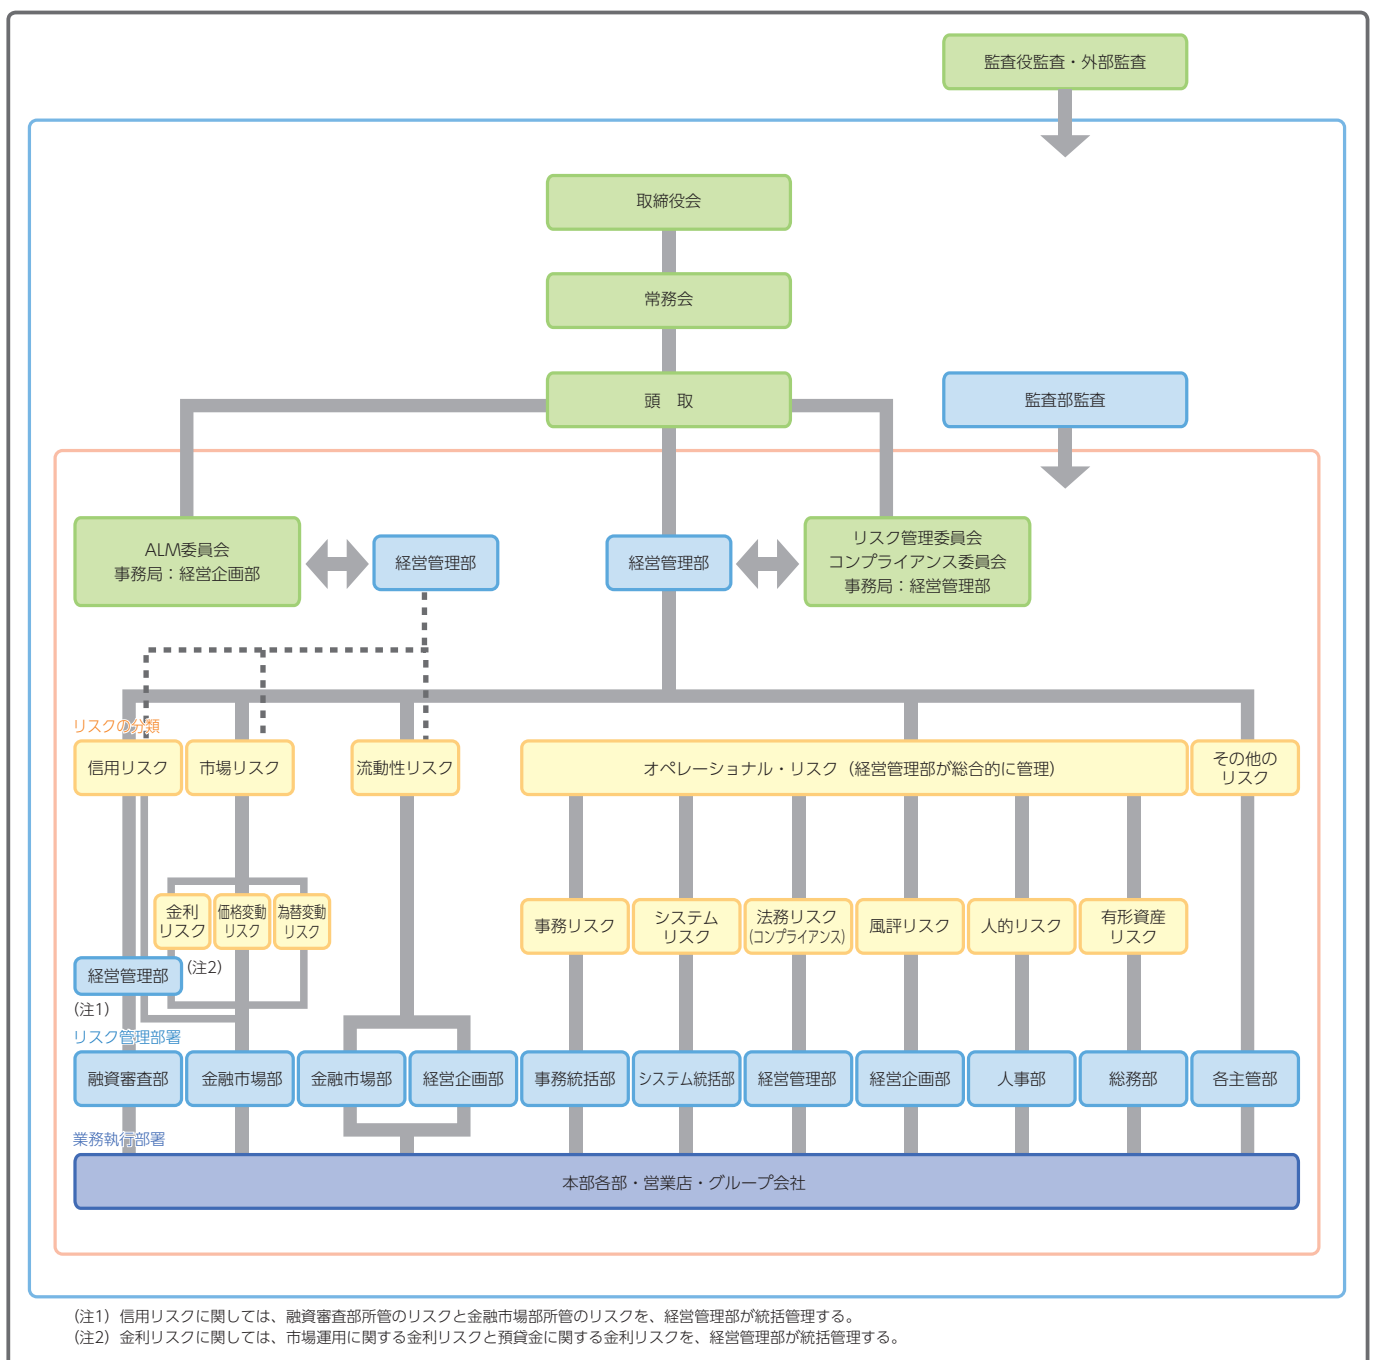 監査役監査・外部監査
取締役会
常務会
頭　取
監査部監査
ALM委員会
事務局：経営企画部
経営管理部
経営管理部
リスク管理委員会
コンプライアンス委員会
事務局：経営管理部
リスクの分類
信用リスク
市場リスク
流動性リスク
オペレーショナル・リスク（経営管理部が総合的に管理）
その他の
リスク
金利
リスク
価格変動
リスク
為替変動
リスク
事務リスク
システム
リスク
法務リスク
(コンプライアンス)
風評リスク
人的リスク
有形資産
リスク
経営管理部
（注2）
（注1）
リスク管理部署
融資審査部
金融市場部
金融市場部
経営企画部
事務統括部
システム統括部
経営管理部
経営企画部
人事部
総務部
各主管部
業務執行部署
本部各部・営業店・グループ会社
（注1）信用リスクに関しては、融資審査部所管のリスクと金融市場部所管のリスクを、経営管理部が統括管理する。
（注2）金利リスクに関しては、市場運用に関する金利リスクと預貸金に関する金利リスクを、経営管理部が統括管理する。